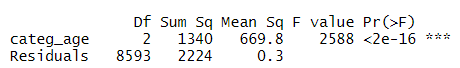 Df Sum Sq Mean Sq F value Pr(>F)
categ_age 2 1340 669.8 2588 <2e-16 ***
Residuals 8593 2224 0.3